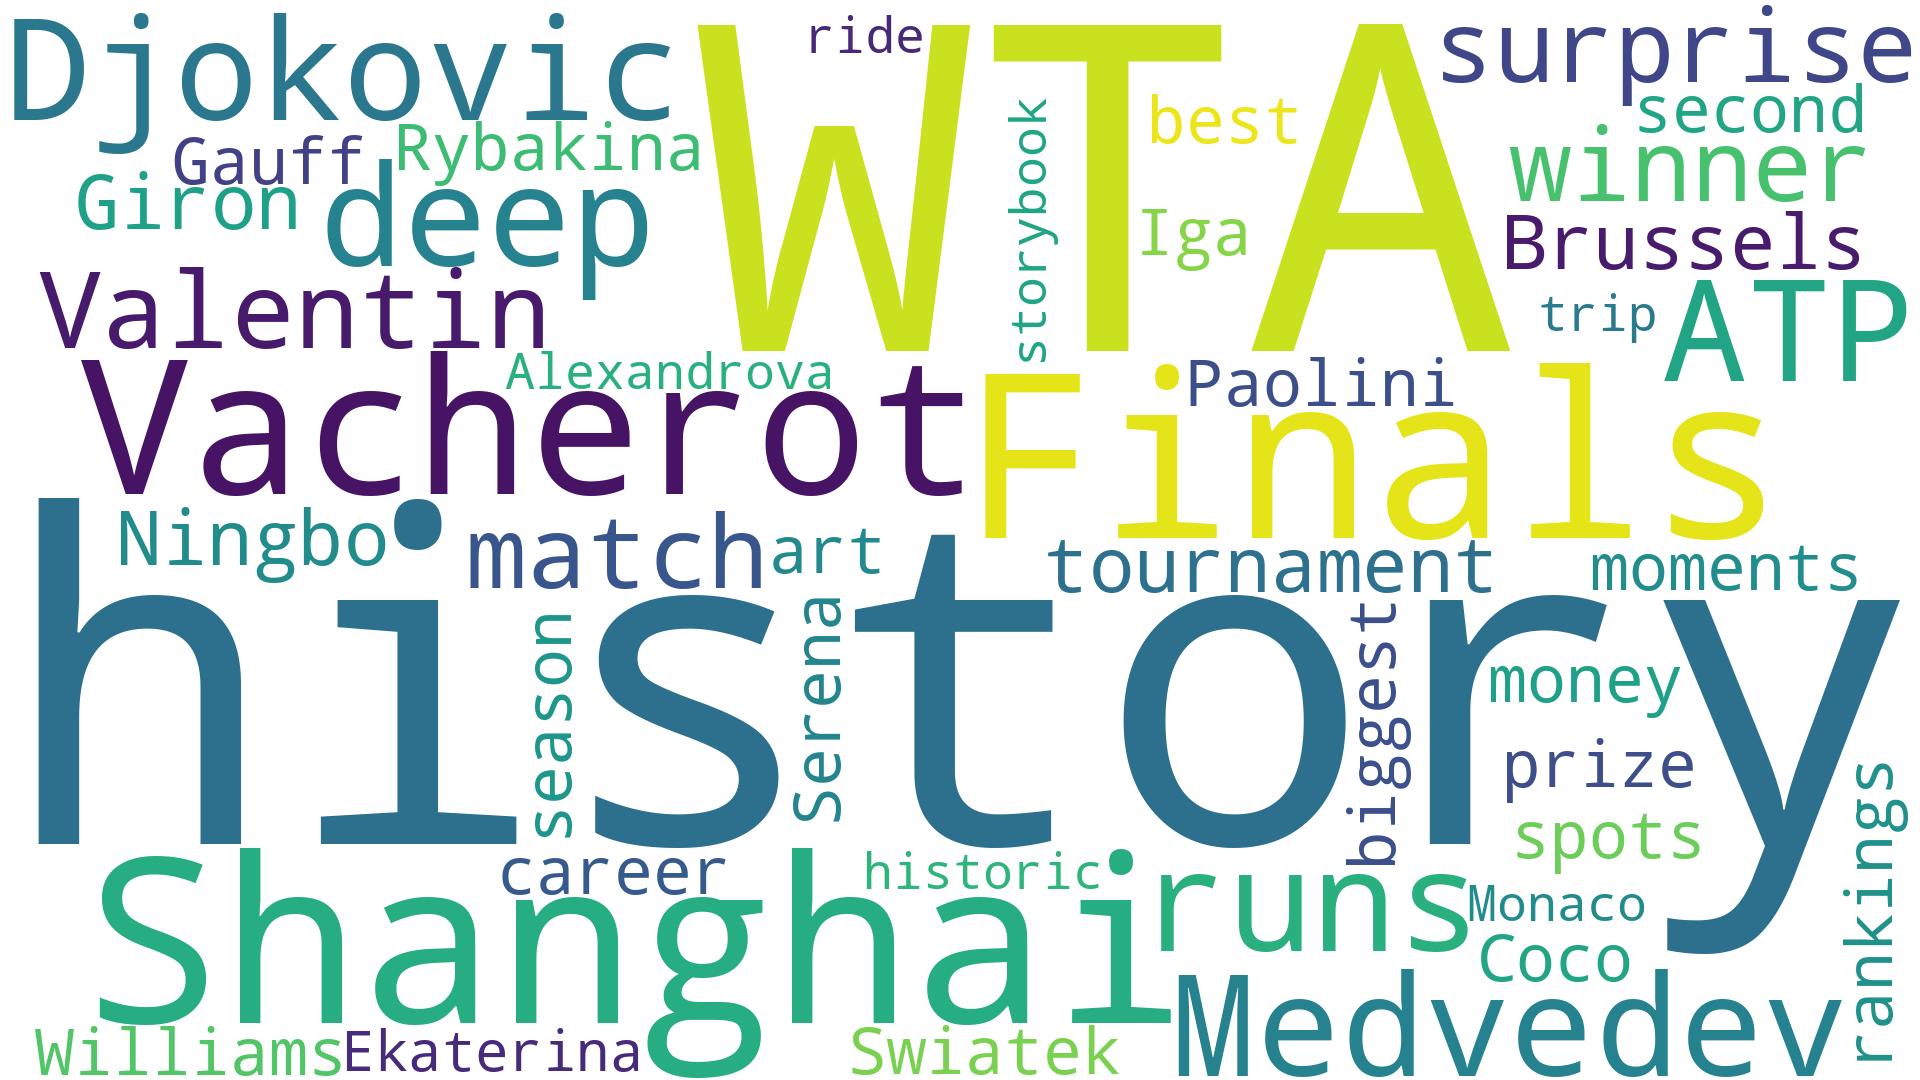 Djokovic
WTA
ride
surprise
second
best
storybook
Rybakina
Gauff
winner
Giron
deep
Iga
Brussels
Valentin
trip
ATP
Alexandrova
Paolini
Vacherot
Finals
Ningbo
match
art
tournament
moments
history
season
Serena
biggest
money
prize
spots
rankings
career
historic
Shanghai
runs
Monaco
Coco
Medvedev
Williams
Ekaterina
Swiatek